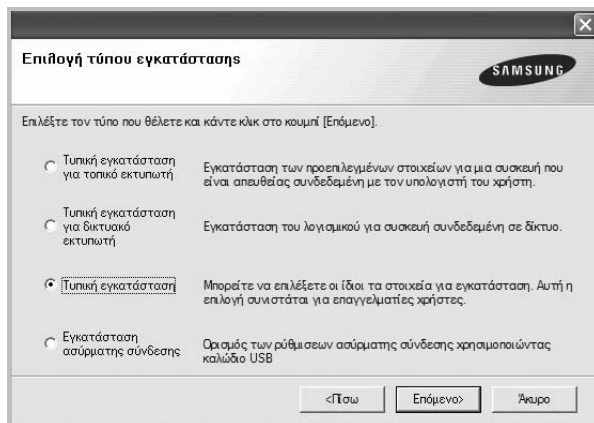 Επιλογή τύπου εγκατάστασης
SAMSUNG
Επιλέξτε τον τύπο που θέλετε και κάντε κλικ στο κουμπί [Επόμενο].
Τυπική εγκατάσταση
για τοπικό εκτυπωτή
Εγκατάσταση των προεπιλεγμένων στοιχείων για μια συσκευή που
είναι απευθείας συνδεδεμένη με τον υπολογιστή του χρήστη.
Τυπική εγκατάσταση
για δικτυακό
εκτυπωτή
Εγκατάσταση του λογισμικού για συσκευή συνδεδεμένη σε δίκτυο.
Τυπική εγκατάσταση
Μπορείτε να επιλέξετε οι ίδιοι τα στοιχεία για εγκατάσταση. Αυτή η
επιλογή συνιστάται για επαγγελματίες χρήστες.
Εγκατάσταση
ασύρματης σύνδεσης
Ορισμός των ρύθμισεων ασύρματης σύνδεσης χρησιμοποιώντας
καλώδιο USB
<Πίσω
Επόμενο>
Άκυρο